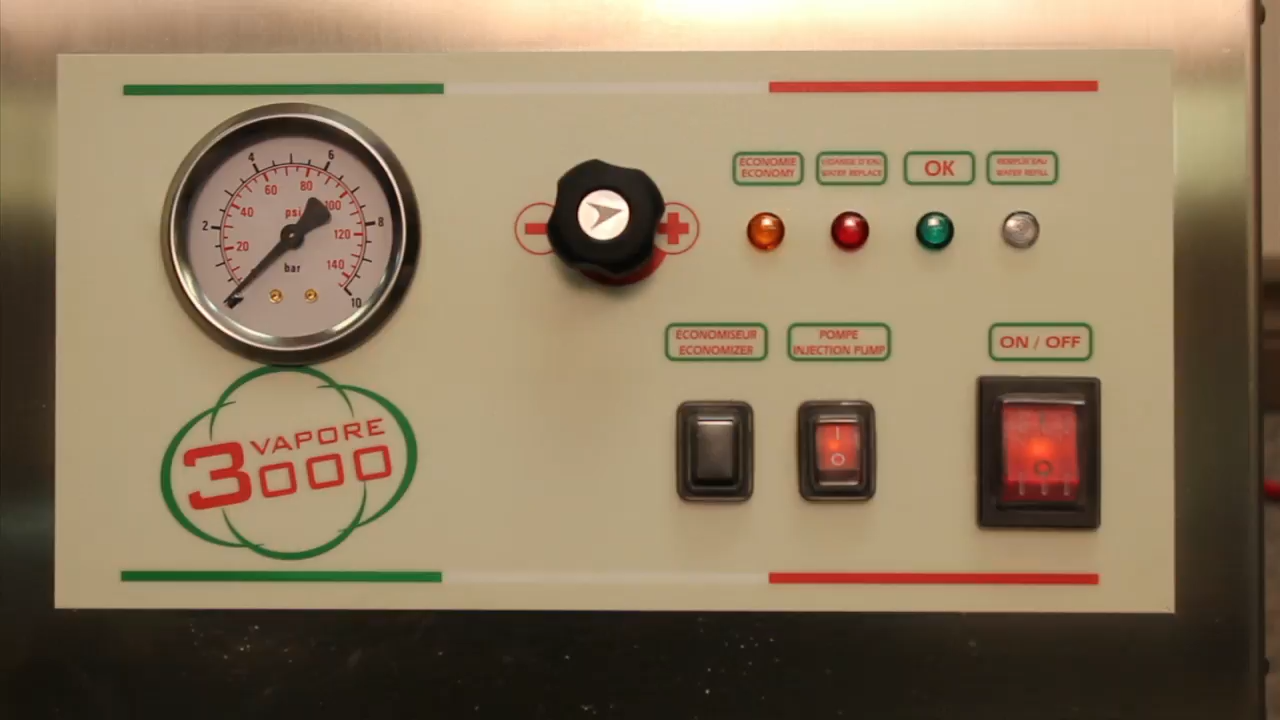 ÉCONOMIE
ECONOMY
VIDANGE D'EAU
WATER REPLACE
OK
REMPLIR EAU
WATER REFILL
4
6
60
80
40
psi
100
2
8
20
120
bar
140
10
ÉCONOMISEUR
ECONOMIZER
POMPE
INJECTION PUMP
ON / OFF
VAPORE
3000
I
O